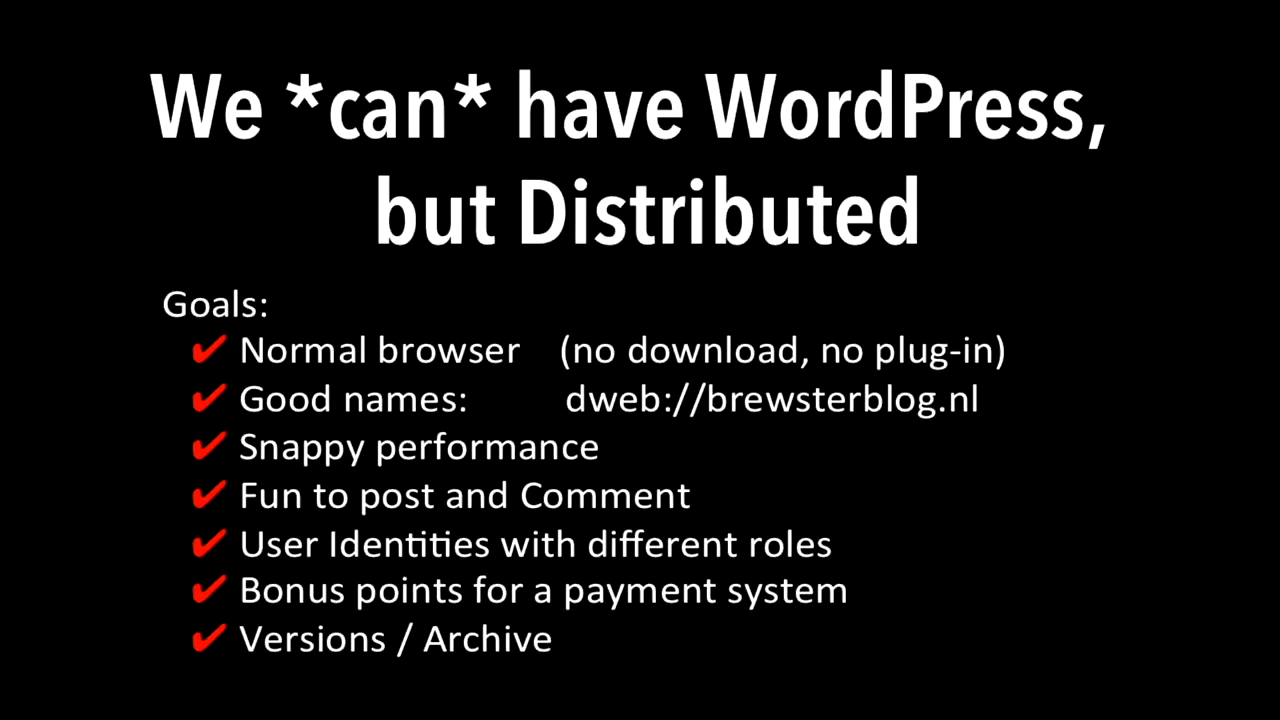 We *can* have WordPress,
but Distributed
Goals:
✔ Normal browser (no download, no plug-in)
✔ Good names: dweb://brewsterblog.nl
✔ Snappy performance
✔ Fun to post and Comment
✔ User Identities with different roles
✔ Bonus points for a payment system
✔ Versions / Archive